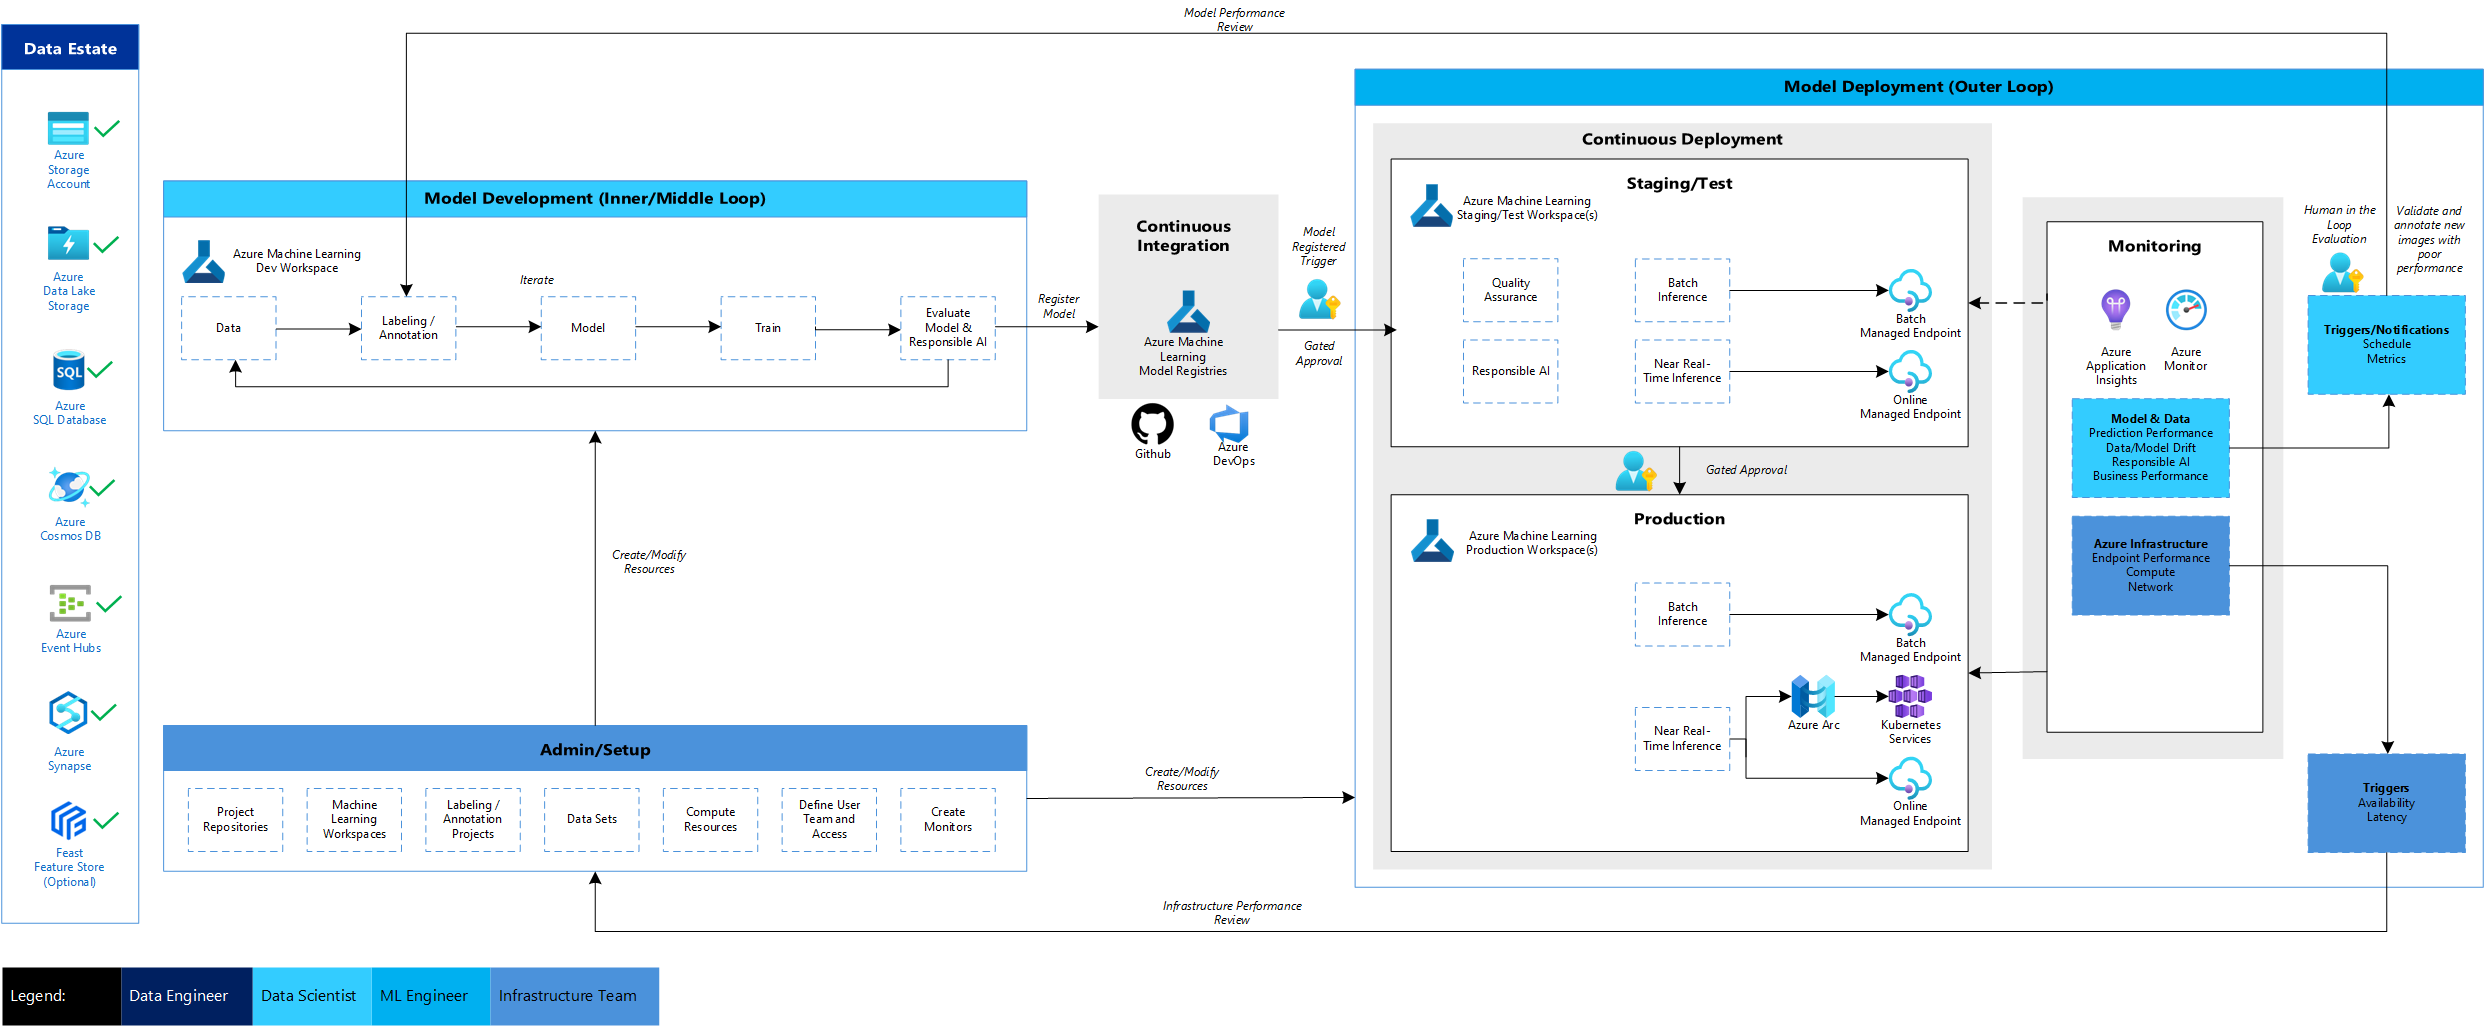 Model Performance
Review
Data Estate
Azure
Storage
Account
Azure
Data Lake
Storage
SQL
Azure
SQL Database
Azure
Cosmos DB
Azure
Event Hubs
Azure
Synapse
Feast
Feature Store
(Optional)
Model Development (Inner/Middle Loop)
Azure Machine Learning
Dev Workspace
Iterate
Data
Labeling /
Annotation
Model
Train
Evaluate
Model &
Responsible AI
Register
Model
Continuous
Integration
Azure Machine
Learning
Model Registries
Github
Azure
DevOps
Model
Registered
Trigger
Gated
Approval
Model Deployment (Outer Loop)
Continuous Deployment
Staging/Test
Azure Machine Learning
Staging/Test Workspace(s)
Quality
Assurance
Batch
Inference
Batch
Managed Endpoint
Responsible AI
Near Real-
Time Inference
Online
Managed Endpoint
Gated Approval
Production
Azure Machine Learning
Production Workspace(s)
Batch
Inference
Batch
Managed Endpoint
Near Real-
Time Inference
Azure Arc
Kubernetes
Services
Online
Managed Endpoint
Monitoring
Azure
Application
Insights
Azure
Monitor
Model & Data
Prediction Performance
Data/Model Drift
Responsible AI
Business Performance
Azure Infrastructure
Endpoint Performance
Compute
Network
Human in the
Loop
Evaluation
Validate and
annotate new
images with
poor
performance
Triggers/Notifications
Schedule
Metrics
Triggers
Availability
Latency
Create/Modify
Resources
Admin/Setup
Project
Repositories
Machine
Learning
Workspaces
Labeling /
Annotation
Projects
Data Sets
Compute
Resources
Define User
Team and
Access
Create
Monitors
Create/Modify
Resources
Infrastructure Performance
Review
Legend:
Data Engineer
Data Scientist
ML Engineer
Infrastructure Team